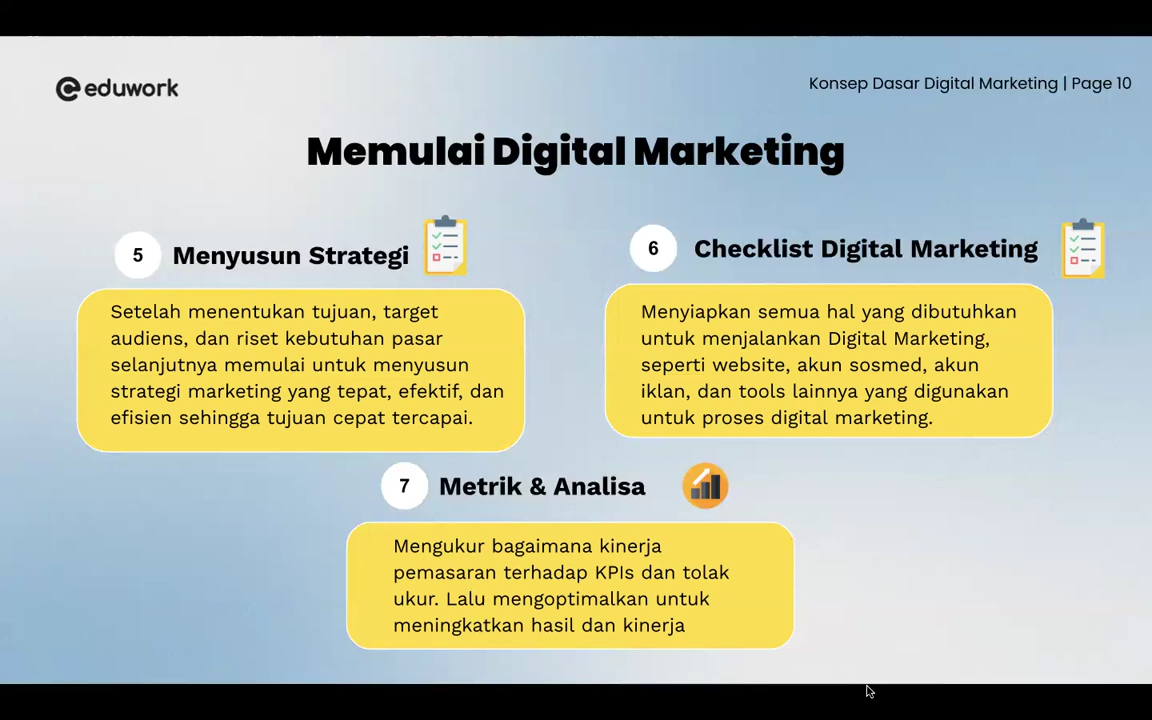 eduwork
Konsep Dasar Digital Marketing | Page 10
Memulai Digital Marketing
5
Menyusun Strategi
Setelah menentukan tujuan, target
audiens, dan riset kebutuhan pasar
selanjutnya memulai untuk menyusun
strategi marketing yang tepat, efektif, dan
efisien sehingga tujuan cepat tercapai.
6
Checklist Digital Marketing
Menyiapkan semua hal yang dibutuhkan
untuk menjalankan Digital Marketing,
seperti website, akun sosmed, akun
iklan, dan tools lainnya yang digunakan
untuk proses digital marketing.
7
Metrik & Analisa
Mengukur bagaimana kinerja
pemasaran terhadap KPIs dan tolak
ukur. Lalu mengoptimalkan untuk
meningkatkan hasil dan kinerja